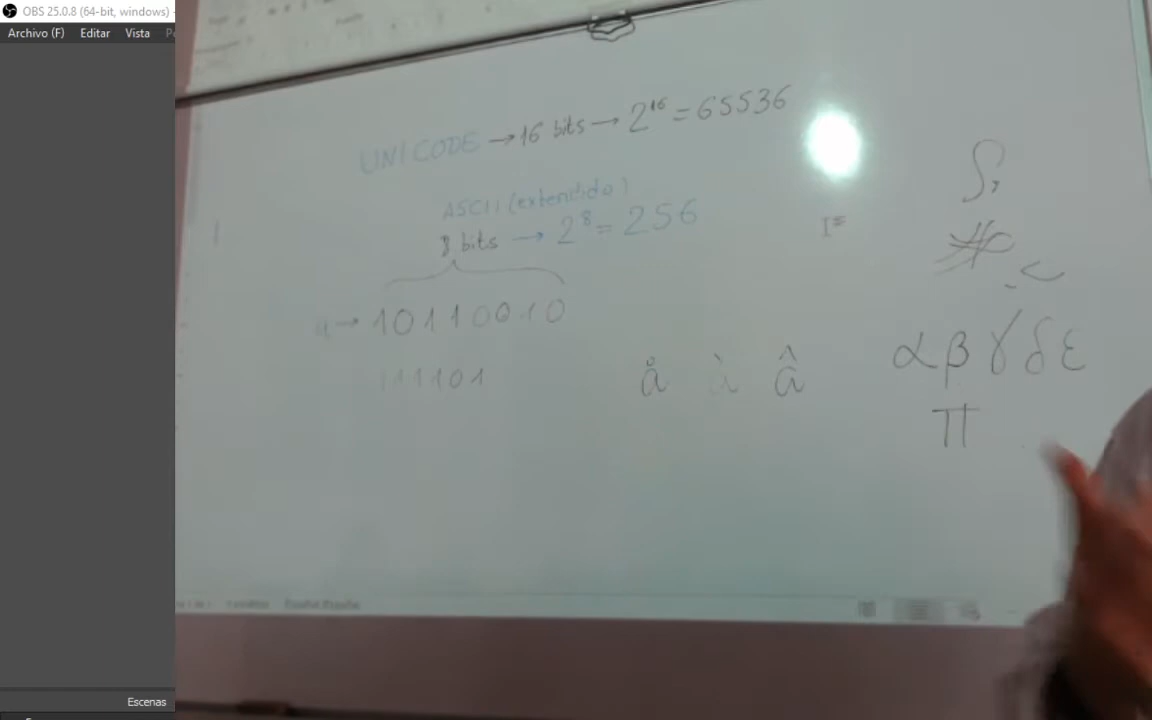 OBS 25.0.8 (64-bit, windows)
Archivo (F) Editar Vista
UNICODE → 16 bits → 2¹⁶ = 65536
ASCII (extendido)
8 bits → 2⁸ = 256
a → 10110010
111101
å à â
α β γ δ ε
π
Escenas